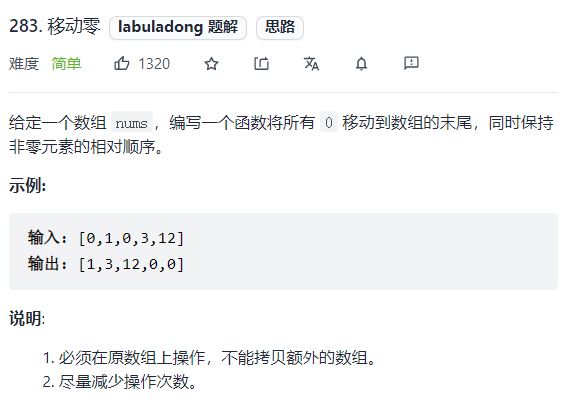 283. 移动零 labuladong 题解 思路
难度 简单 1320
给定一个数组 nums，编写一个函数将所有 0 移动到数组的末尾，同时保持
非零元素的相对顺序。
示例:
输入：[0,1,0,3,12]
输出：[1,3,12,0,0]
说明:
1. 必须在原数组上操作，不能拷贝额外的数组。
2. 尽量减少操作次数。